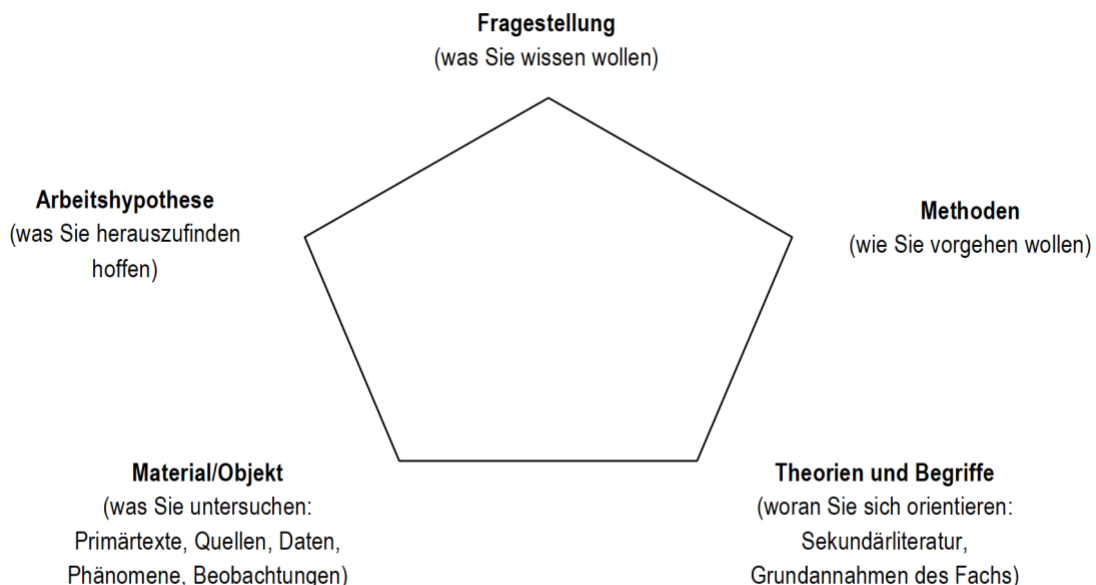 Fragestellung
(was Sie wissen wollen)
Arbeitshypothese
(was Sie herauszufinden
hoffen)
Methoden
(wie Sie vorgehen wollen)
Material/Objekt
(was Sie untersuchen:
Primärtexte, Quellen, Daten,
Phänomene, Beobachtungen)
Theorien und Begriffe
(woran Sie sich orientieren:
Sekundärliteratur,
Grundannahmen des Fachs)